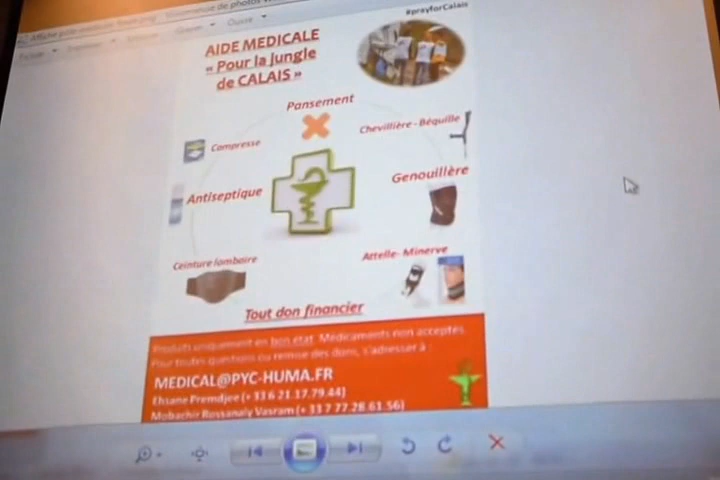 #prayforCalais
AIDE MEDICALE
« Pour la Jungle
de CALAIS »
Pansement
Chevillière - Béquille
Compresse
Genouillère
Antiseptique
Ceinture lombaire
Attelle- Minerve
Tout don financier
Produits uniquement en bon état. Médicaments non acceptés
Pour toutes questions ou remise des dons, s'adresser à :
MEDICAL@PYC-HUMA.FR
Ehsane Premdjee (+ 33 6 21.17.79.44)
Mobachir Rossanaly Vasram (+ 33 7 77.28.61.56)